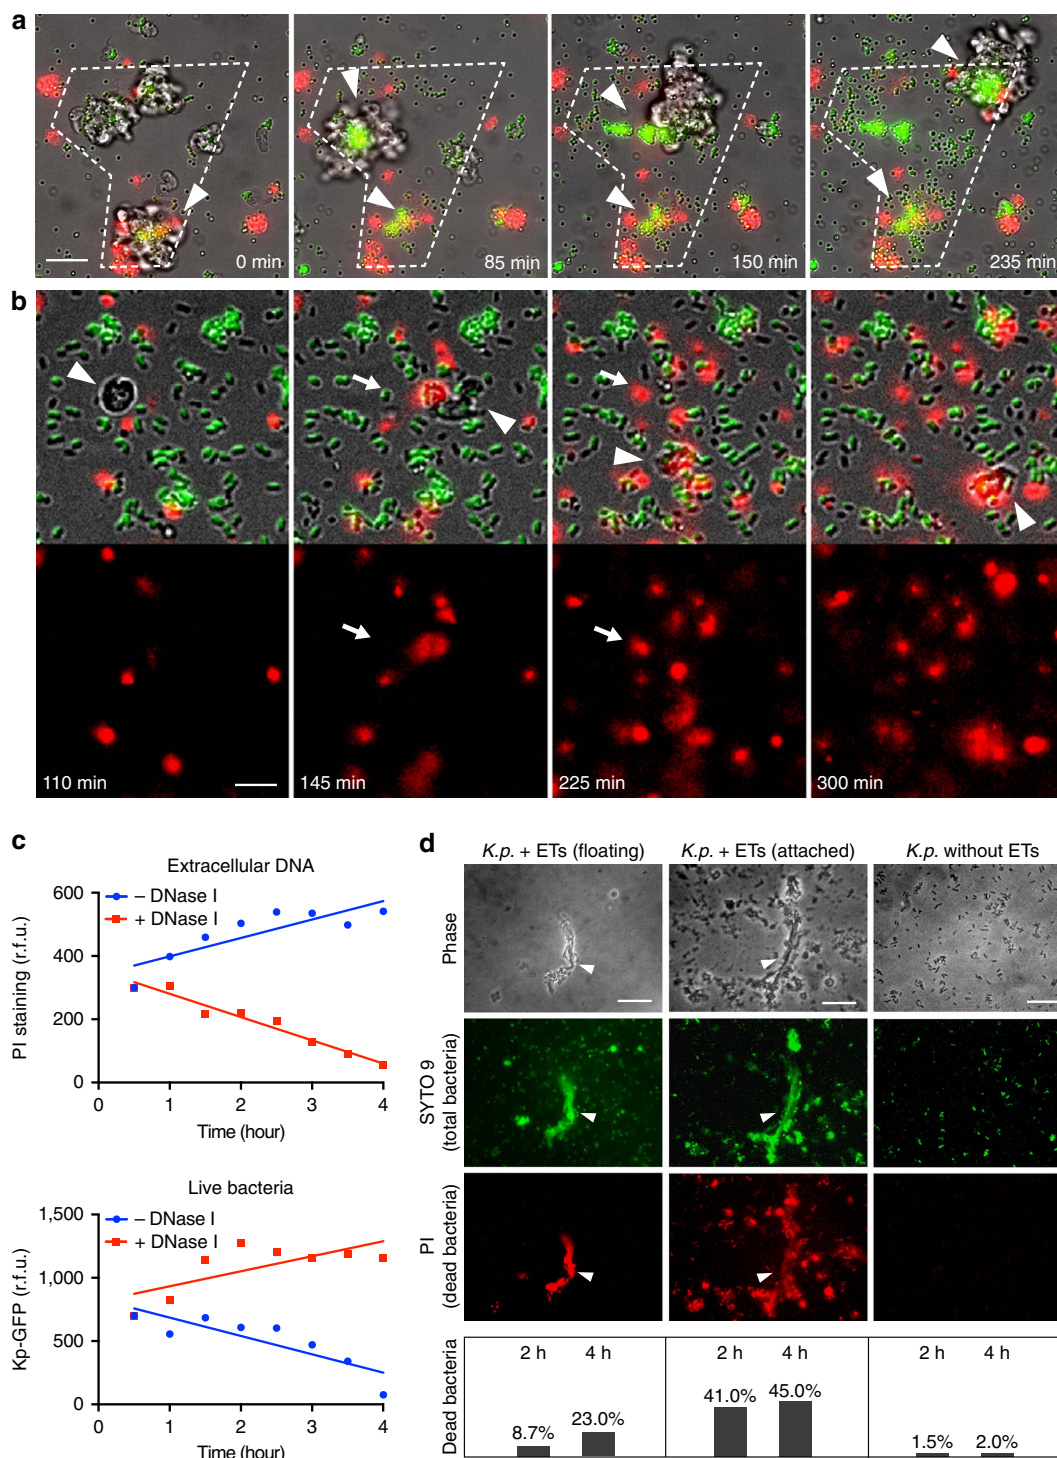 a
0 min
85 min
150 min
235 min
b
110 min
145 min
225 min
300 min
c
Extracellular DNA
– DNase I
+ DNase I
PI staining (r.f.u.)
600
400
200
0
0 1 2 3 4
Time (hour)
Live bacteria
– DNase I
+ DNase I
Kp-GFP (r.f.u.)
1,500
1,000
500
0
0 1 2 3 4
Time (hour)
d
K.p. + ETs (floating)
K.p. + ETs (attached)
K.p. without ETs
Phase
SYTO 9
(total bacteria)
PI
(dead bacteria)
Dead bacteria
2 h 4 h
8.7% 23.0%
2 h 4 h
41.0% 45.0%
2 h 4 h
1.5% 2.0%